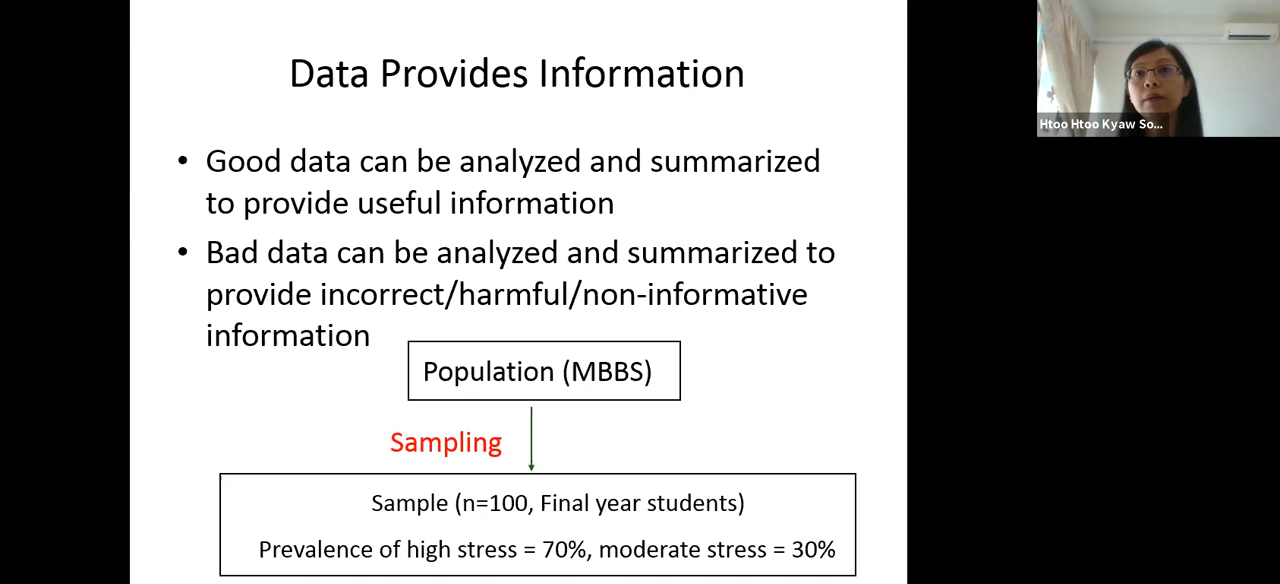 Data Provides Information
• Good data can be analyzed and summarized
to provide useful information
• Bad data can be analyzed and summarized to
provide incorrect/harmful/non-informative
information
Population (MBBS)
Sampling
Sample (n=100, Final year students)
Prevalence of high stress = 70%, moderate stress = 30%
Htoo Htoo Kyaw So...